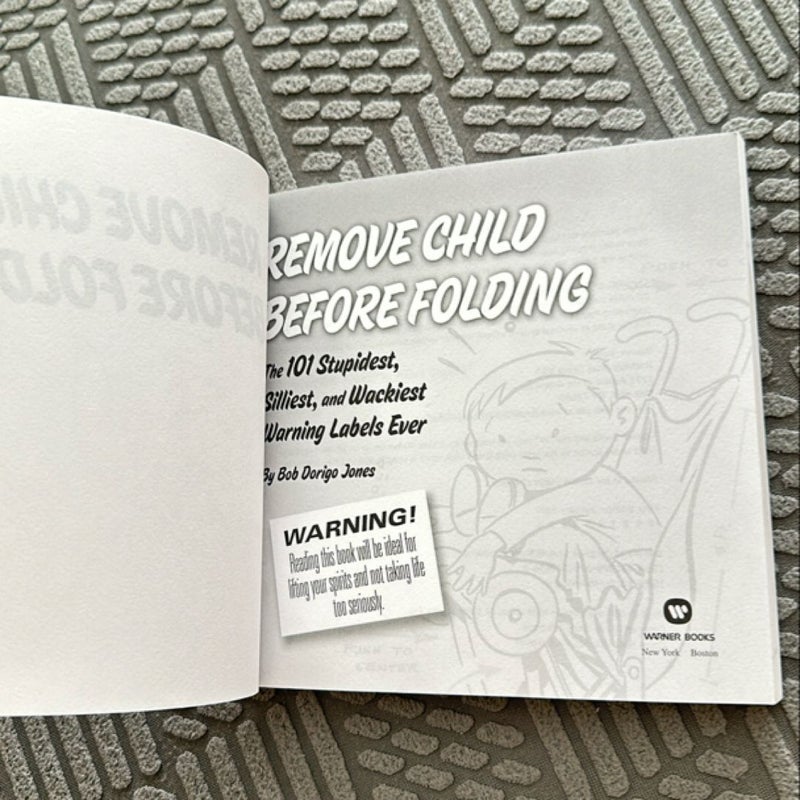 REMOVE CHILD
BEFORE FOLDING
The 101 Stupidest,
Silliest, and Wackiest
Warning Labels Ever
By Bob Dorigo Jones
WARNING!
Reading this book will be ideal for
lifting your spirits and not taking life
too seriously.
WARNER BOOKS
New York Boston